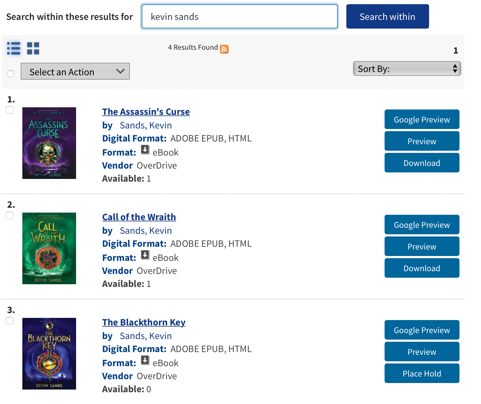 Search within these results for
kevin sands
Search within
4 Results Found
1
Select an Action
Sort By:
1.
THE
ASSASSIN'S
CURSE
KEVIN SANDS
The Assassin's Curse
by Sands, Kevin
Digital Format: ADOBE EPUB, HTML
Format: eBook
Vendor OverDrive
Available: 1
Google Preview
Preview
Download
2.
CALL
OF THE
WRAITH
KEVIN SANDS
Call of the Wraith
by Sands, Kevin
Digital Format: ADOBE EPUB, HTML
Format: eBook
Vendor OverDrive
Available: 1
Google Preview
Preview
Download
3.
THE
BLACKTHORN
KEY
KEVIN SANDS
The Blackthorn Key
by Sands, Kevin
Digital Format: ADOBE EPUB, HTML
Format: eBook
Vendor OverDrive
Available: 0
Google Preview
Preview
Place Hold